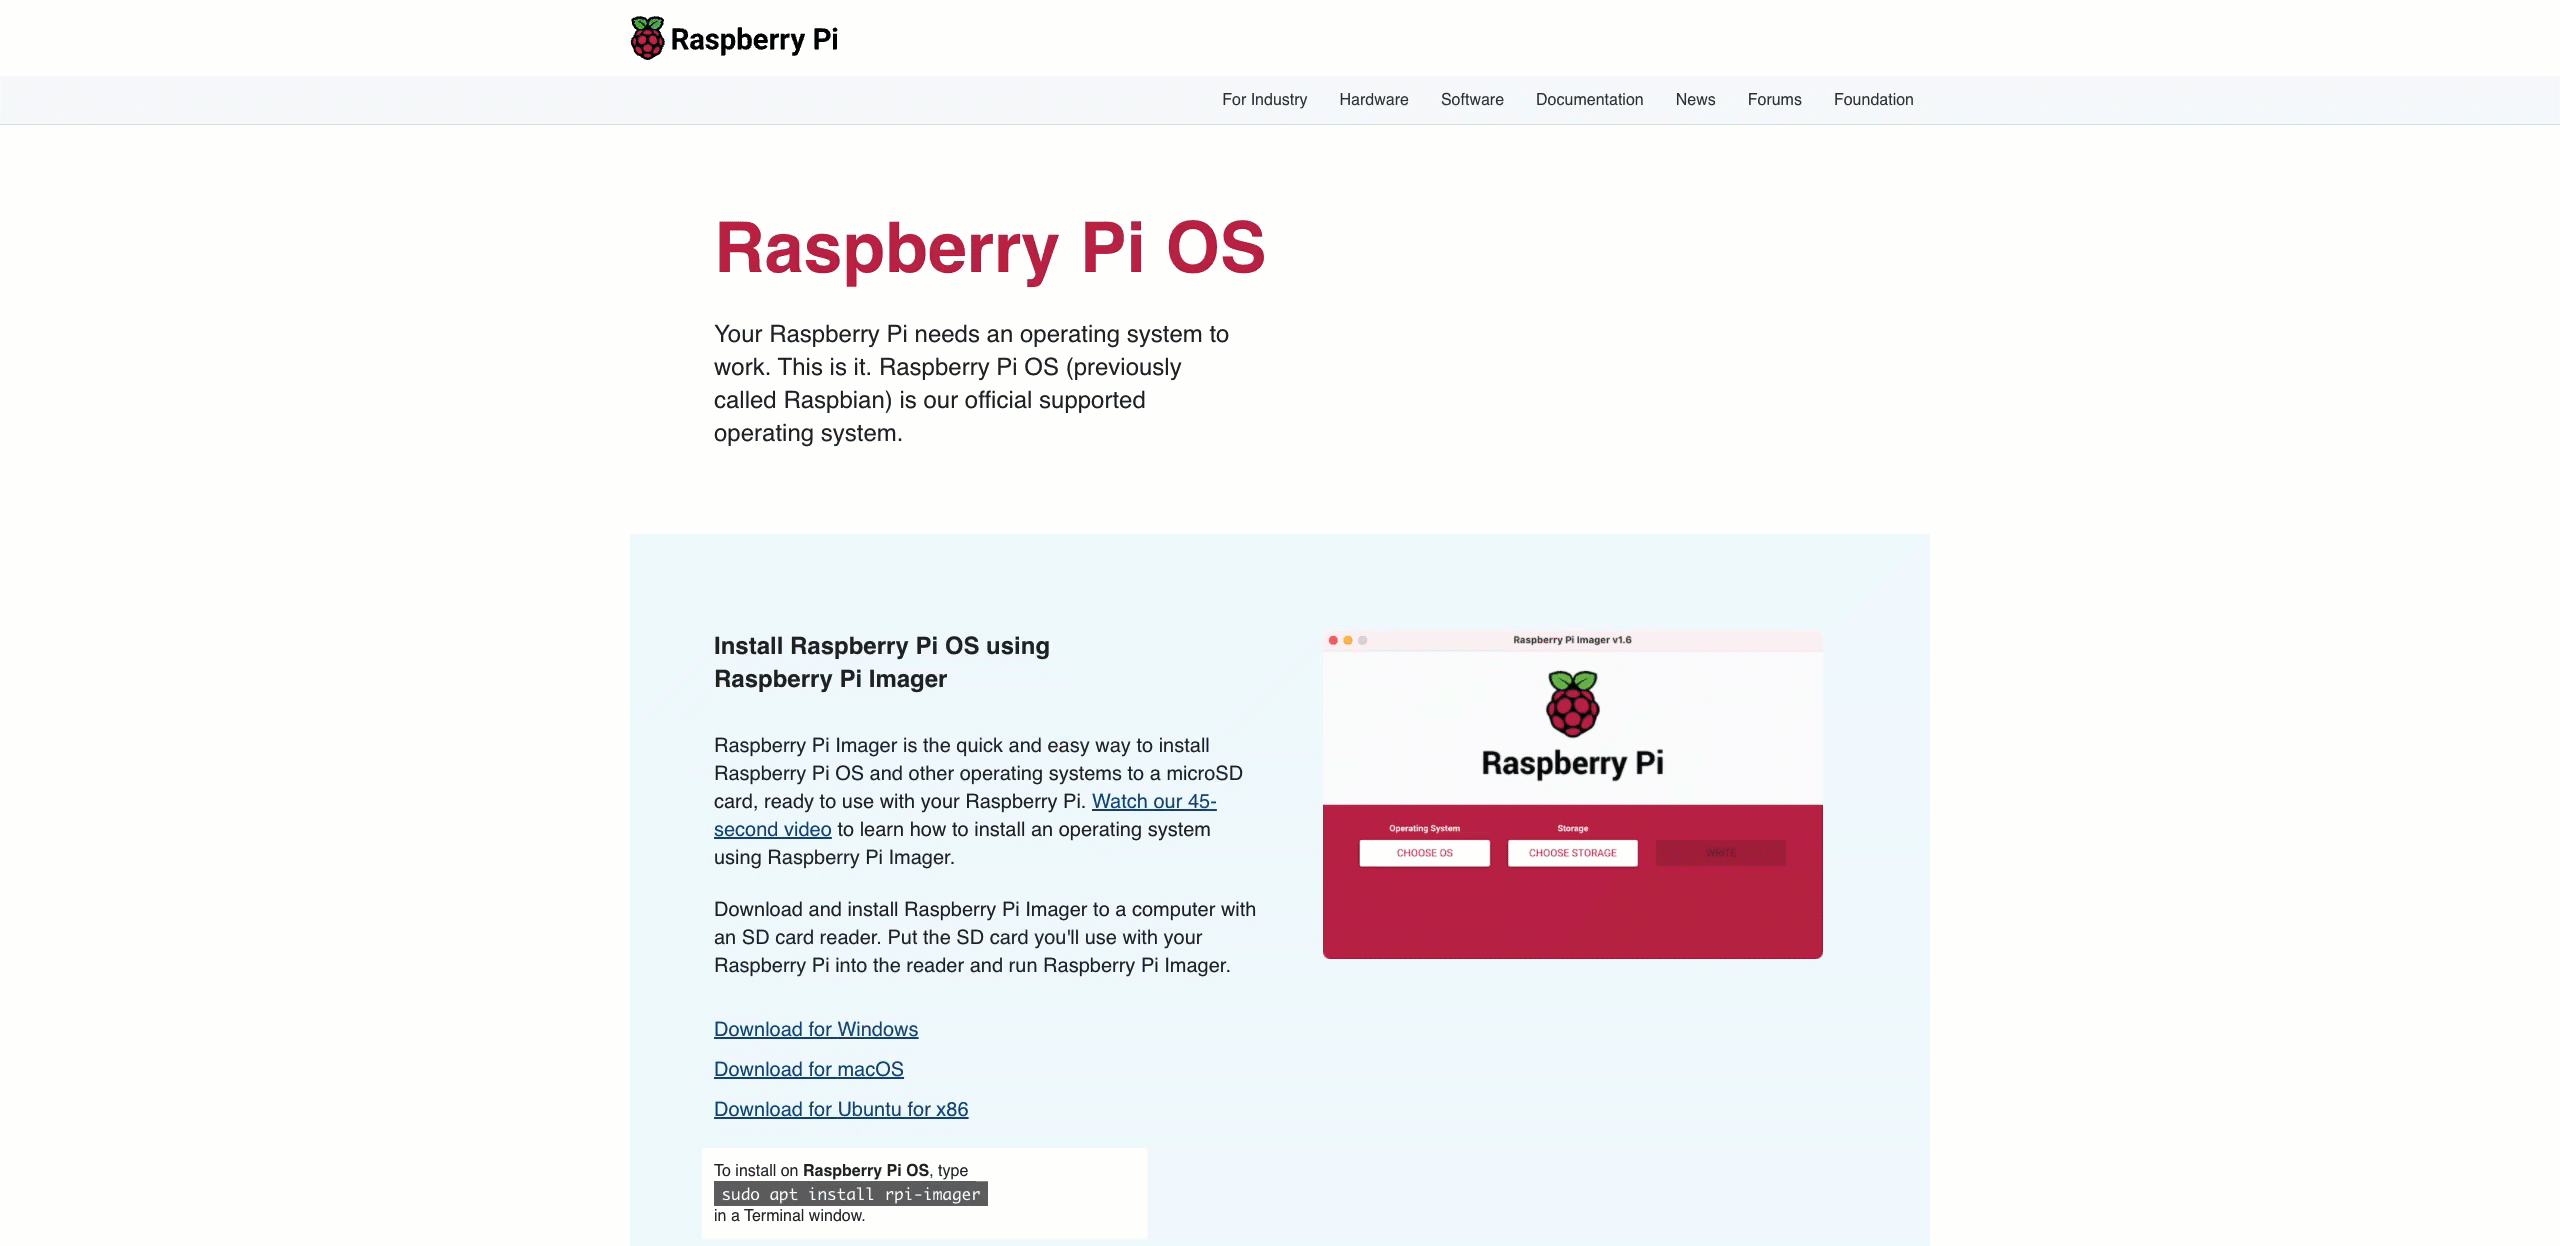 Raspberry Pi
For Industry Hardware Software Documentation News Forums Foundation
Raspberry Pi OS
Your Raspberry Pi needs an operating system to
work. This is it. Raspberry Pi OS (previously
called Raspbian) is our official supported
operating system.
Install Raspberry Pi OS using
Raspberry Pi Imager
Raspberry Pi Imager is the quick and easy way to install
Raspberry Pi OS and other operating systems to a microSD
card, ready to use with your Raspberry Pi. Watch our 45-
second video to learn how to install an operating system
using Raspberry Pi Imager.
Download and install Raspberry Pi Imager to a computer with
an SD card reader. Put the SD card you'll use with your
Raspberry Pi into the reader and run Raspberry Pi Imager.
Download for Windows
Download for macOS
Download for Ubuntu for x86
To install on Raspberry Pi OS, type
sudo apt install rpi-imager
in a Terminal window.
Raspberry Pi Imager v1.6
Raspberry Pi
Operating System Storage
CHOOSE OS CHOOSE STORAGE WRITE